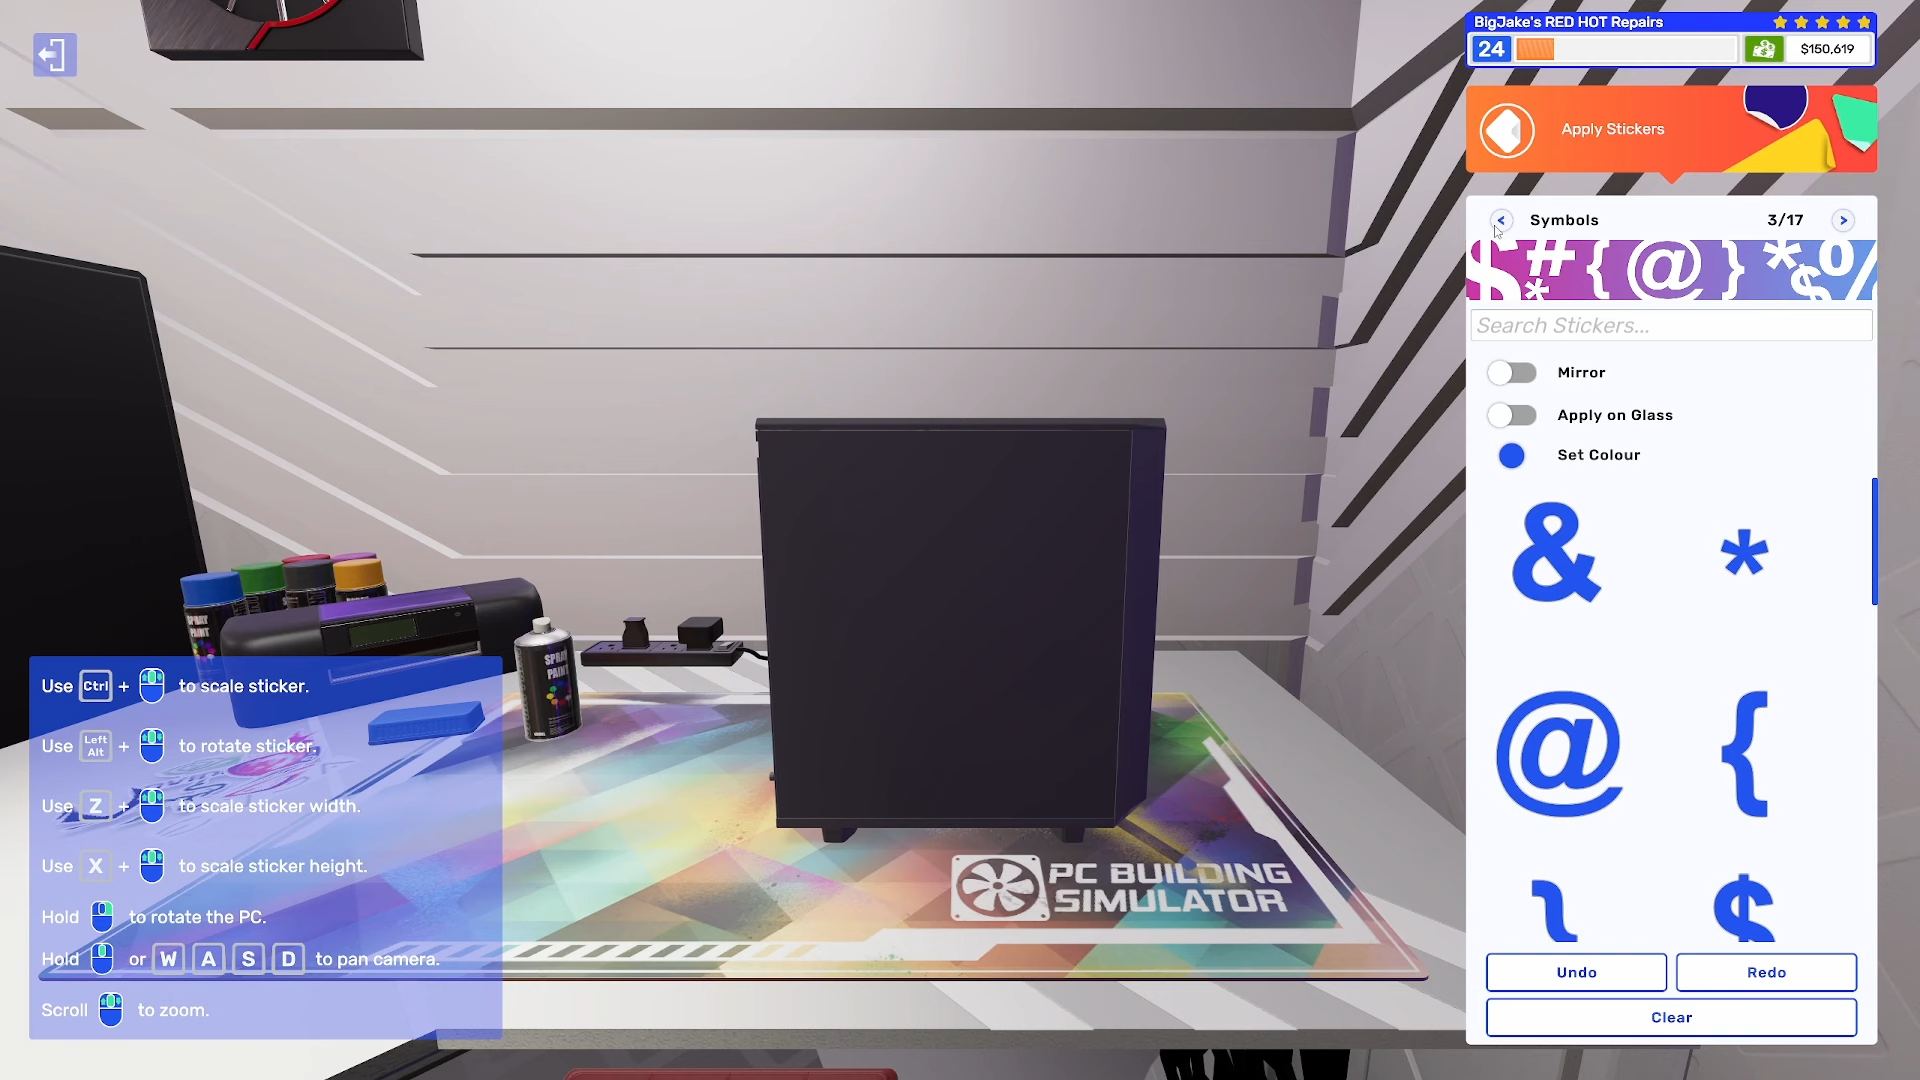 BigJake's RED HOT Repairs
24
$150,619
Apply Stickers
< Symbols 3/17 >
$ # * { @ } * $ % 
Search Stickers...
Mirror
Apply on Glass
Set Colour
& *
@ {
} $
Undo Redo
Clear
SPRAY
PAINT
SPRAY
PAINT
Use Ctrl + to scale sticker.
Use Left Alt + to rotate sticker.
Use Z + to scale sticker width.
Use X + to scale sticker height.
Hold to rotate the PC.
Hold or W A S D to pan camera.
Scroll to zoom.
PC BUILDING
SIMULATOR